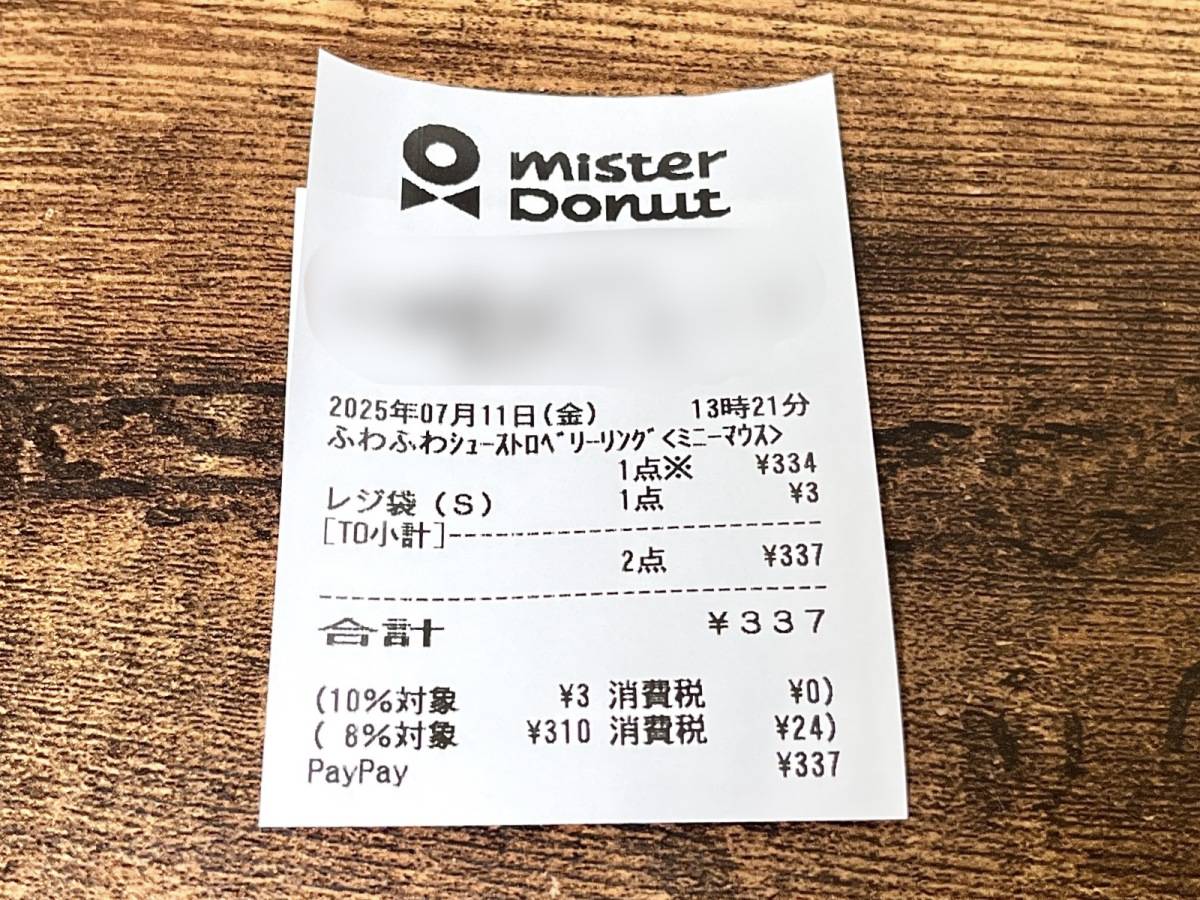 mister
Donut
2025年07月11日(金) 13時21分
ふわふわｼｭｰｽﾄﾛﾍﾞﾘｰﾘﾝｸﾞ<ﾐﾆｰﾏｳｽ>
1点※ ¥334
レジ袋(S) 1点 ¥3
[TO小計]
2点 ¥337
合計 ¥337
(10%対象 ¥3 消費税 ¥0)
( 8%対象 ¥310 消費税 ¥24)
PayPay ¥337